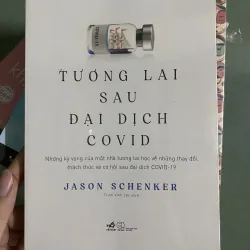 TƯƠNG LAI
SAU
ĐẠI DỊCH
COVID
Những kỳ vọng của một nhà tương lai học về những thay đổi,
thách thức và cơ hội sau đại dịch COVID-19
JASON SCHENKER